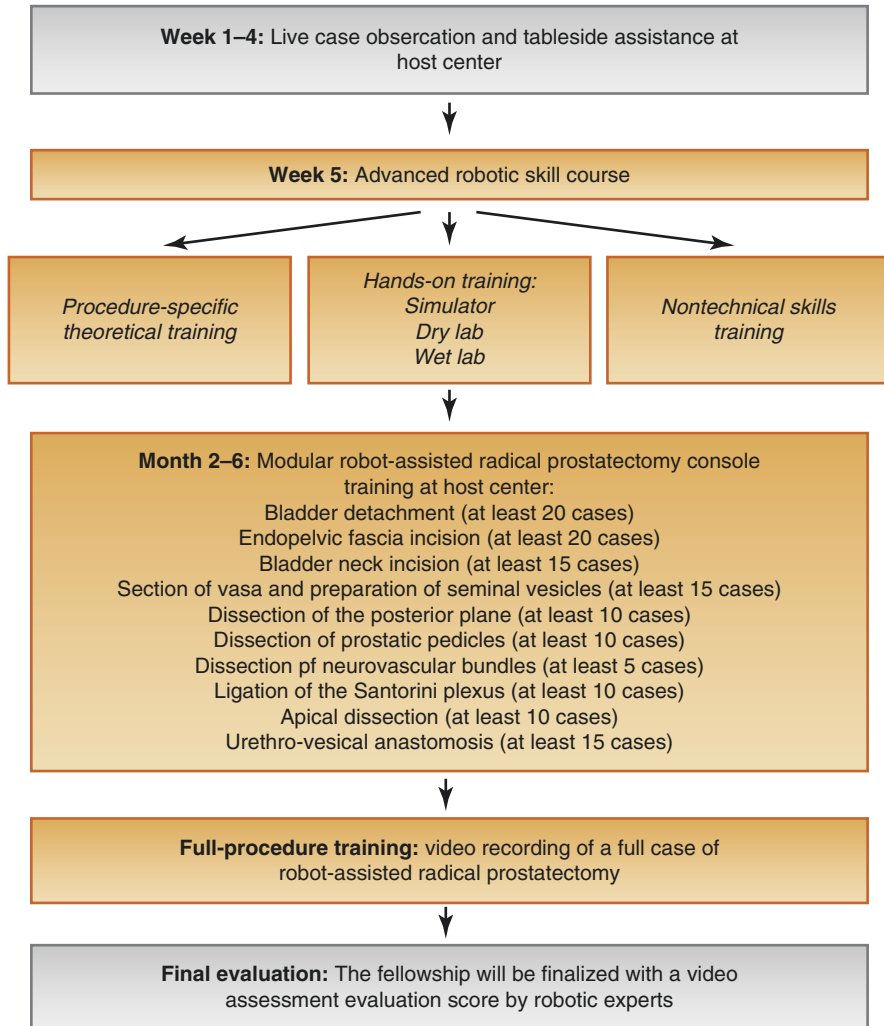 Week 1–4: Live case obsercation and tableside assistance at
host center
Week 5: Advanced robotic skill course
Procedure-specific
theoretical training
Hands-on training:
Simulator
Dry lab
Wet lab
Nontechnical skills
training
Month 2–6: Modular robot-assisted radical prostatectomy console
training at host center:
Bladder detachment (at least 20 cases)
Endopelvic fascia incision (at least 20 cases)
Bladder neck incision (at least 15 cases)
Section of vasa and preparation of seminal vesicles (at least 15 cases)
Dissection of the posterior plane (at least 10 cases)
Dissection of prostatic pedicles (at least 10 cases)
Dissection pf neurovascular bundles (at least 5 cases)
Ligation of the Santorini plexus (at least 10 cases)
Apical dissection (at least 10 cases)
Urethro-vesical anastomosis (at least 15 cases)
Full-procedure training: video recording of a full case of
robot-assisted radical prostatectomy
Final evaluation: The fellowship will be finalized with a video
assessment evaluation score by robotic experts